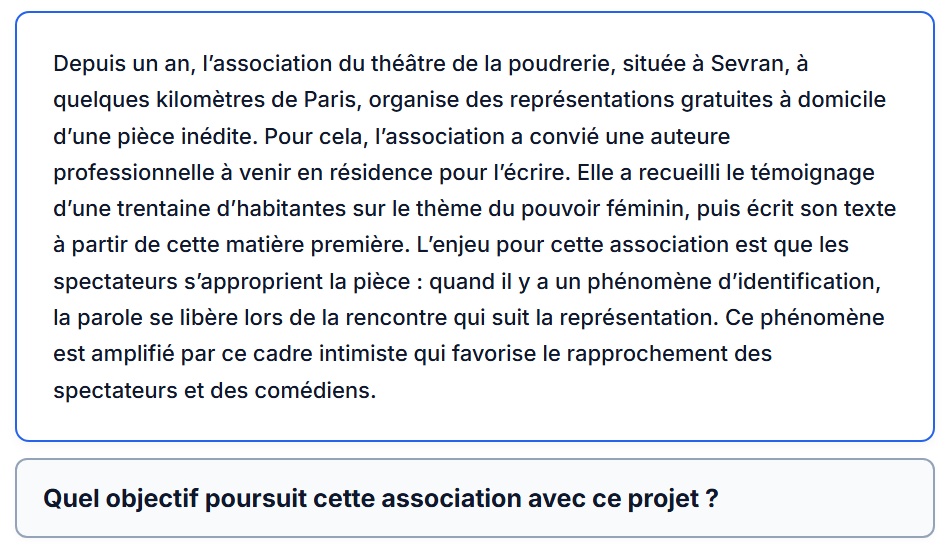 Depuis un an, l’association du théâtre de la poudrerie, située à Sevran, à
quelques kilomètres de Paris, organise des représentations gratuites à domicile
d’une pièce inédite. Pour cela, l’association a convié une auteure
professionnelle à venir en résidence pour l’écrire. Elle a recueilli le témoignage
d’une trentaine d’habitantes sur le thème du pouvoir féminin, puis écrit son texte
à partir de cette matière première. L’enjeu pour cette association est que les
spectateurs s’approprient la pièce : quand il y a un phénomène d’identification,
la parole se libère lors de la rencontre qui suit la représentation. Ce phénomène
est amplifié par ce cadre intimiste qui favorise le rapprochement des
spectateurs et des comédiens.
Quel objectif poursuit cette association avec ce projet ?